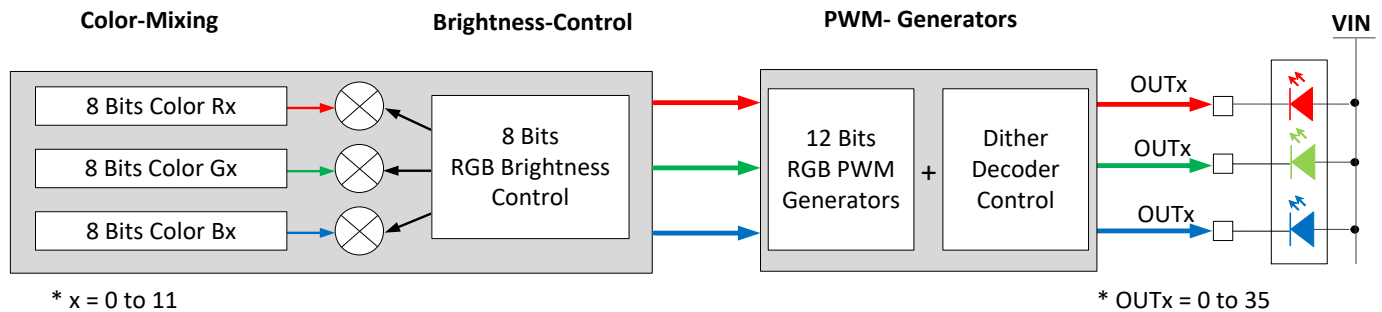 Color-Mixing
Brightness-Control
PWM- Generators
VIN
8 Bits Color Rx
8 Bits Color Gx
8 Bits Color Bx
8 Bits
RGB Brightness
Control
12 Bits
RGB PWM
Generators
+
Dither
Decoder
Control
OUTx
OUTx
OUTx
* x = 0 to 11
* OUTx = 0 to 35